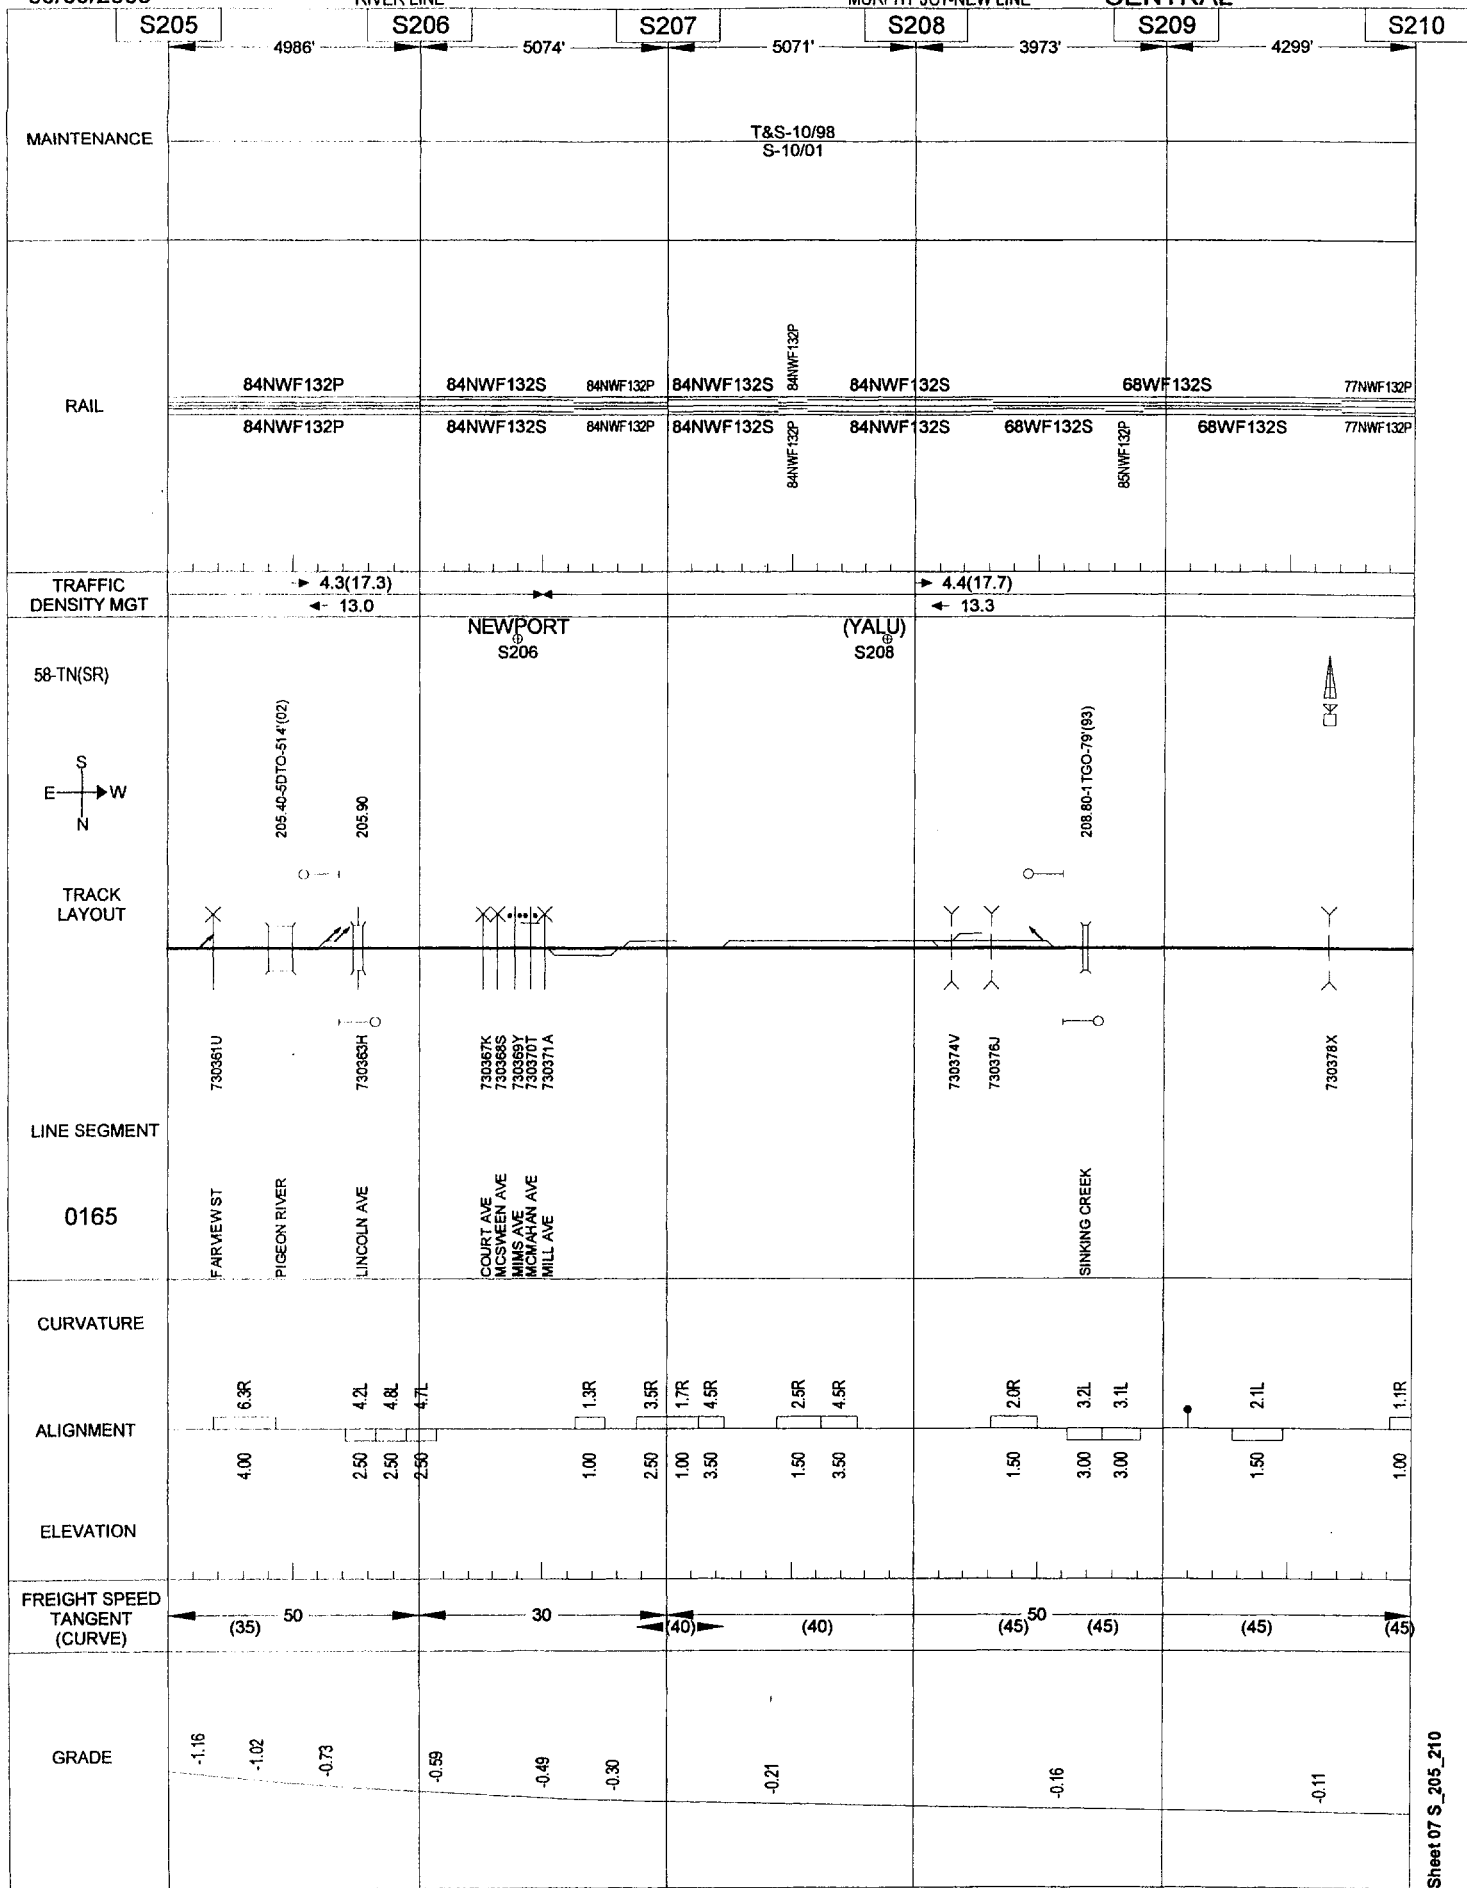 RIVER LINE
CENTRAL
S205 S206 S207 S208 S209 S210
4986' 5074' 5071' 3973' 4299'
MAINTENANCE
T&S-10/98
S-10/01
RAIL
84NWF132P 84NWF132S 84NWF132P 84NWF132S 84NWF132P 84NWF132S 68WF132S 77NWF132P
84NWF132P 84NWF132S 84NWF132P 84NWF132S 84NWF132P 84NWF132S 68WF132S 85NWF132P 68WF132S 77NWF132P
TRAFFIC
DENSITY MGT
4.3(17.3) 4.4(17.7)
13.0 13.3
NEWPORT (YALU)
S206 S208
58-TN(SR)
S
E W
N
205.40-5DTO-514'(02)
205.90
208.80-1TGO-79'(93)
TRACK
LAYOUT
730361U
730363H
730367K
730368S
730369Y
730370T
730371A
730374V
730376J
730378X
LINE SEGMENT
0165
FAIRVIEW ST
PIGEON RIVER
LINCOLN AVE
COURT AVE
MCSWEEN AVE
MIMS AVE
MCMAHAN AVE
MILL AVE
SINKING CREEK
CURVATURE
6.3R 4.2L 4.8L 4.7L 1.3R 3.5R 1.7R 4.5R 2.5R 4.5R 2.0R 3.2L 3.1L 2.1L 1.1R
ALIGNMENT
4.00 2.50 2.50 2.50 1.00 2.50 1.00 3.50 1.50 3.50 1.50 3.00 3.00 1.50 1.00
ELEVATION
FREIGHT SPEED
TANGENT
(CURVE)
50 30 50
(35) (40) (40) (45) (45) (45) (45)
GRADE
-1.16 -1.02 -0.73 -0.59 -0.49 -0.30 -0.21 -0.16 -0.11
Sheet 07 S_205_210